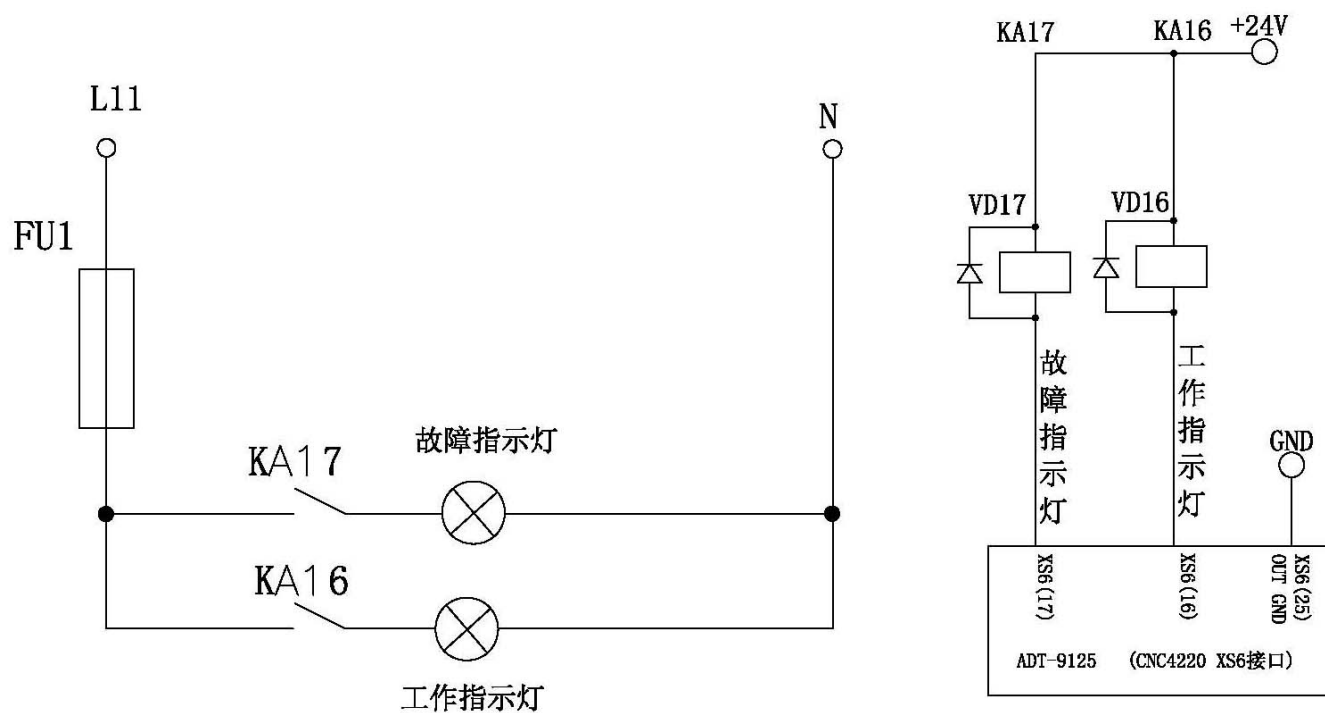 L11
N
FU1
KA17
故障指示灯
KA16
工作指示灯
KA17
KA16
+24V
VD17
VD16
故障指示灯
工作指示灯
GND
XS6(17)
XS6(16)
XS6(25)
OUT GND
ADT-9125 (CNC4220 XS6接口)